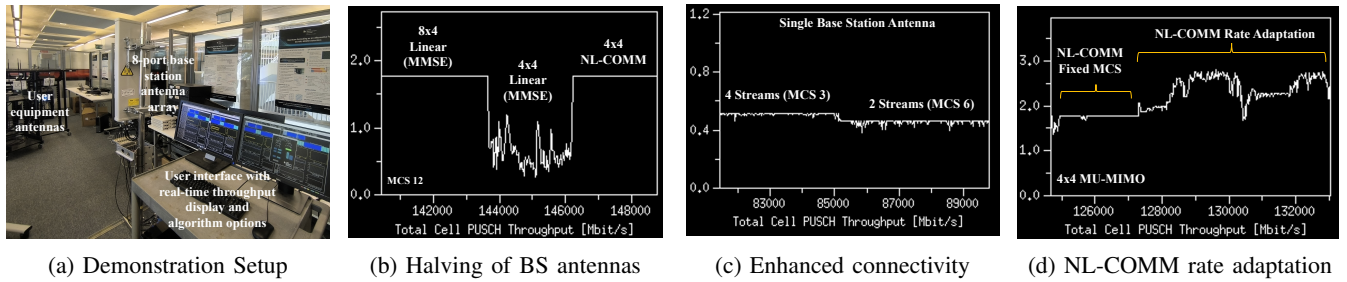 8-port base
station
antenna
array
User
equipment
antennas
User interface with
real-time throughput
display and
algorithm options
(a) Demonstration Setup
8x4
Linear
(MMSE)
4x4
Linear
(MMSE)
4x4
NL-COMM
2.0
1.0
0.0
MCS 12
142000 144000 146000 148000
Total Cell PUSCH Throughput [Mbit/s]
(b) Halving of BS antennas
Single Base Station Antenna
1.2
0.8
0.4
0.0
4 Streams (MCS 3)
2 Streams (MCS 6)
83000 85000 87000 89000
Total Cell PUSCH Throughput [Mbit/s]
(c) Enhanced connectivity
NL-COMM Rate Adaptation
NL-COMM
Fixed MCS
3.0
2.0
1.0
0.0
4x4 MU-MIMO
126000 128000 130000 132000
Total Cell PUSCH Throughput [Mbit/s]
(d) NL-COMM rate adaptation